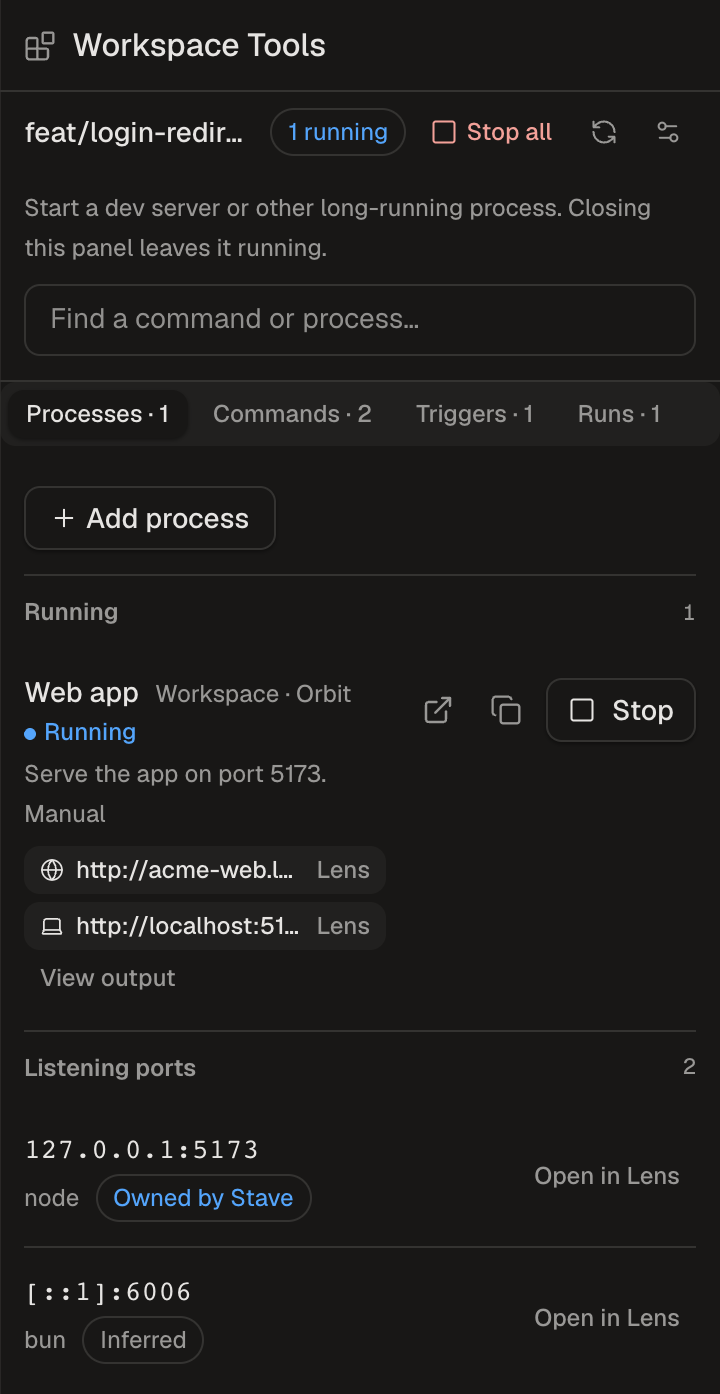 Workspace Tools
feat/login-redir... 1 running Stop all
Start a dev server or other long-running process. Closing
this panel leaves it running.
Find a command or process...
Processes · 1 Commands · 2 Triggers · 1 Runs · 1
+ Add process
Running 1
Web app Workspace · Orbit Stop
Running
Serve the app on port 5173.
Manual
http://acme-web.l... Lens
http://localhost:51... Lens
View output
Listening ports 2
127.0.0.1:5173
Open in Lens
node Owned by Stave
[::1]:6006
Open in Lens
bun Inferred